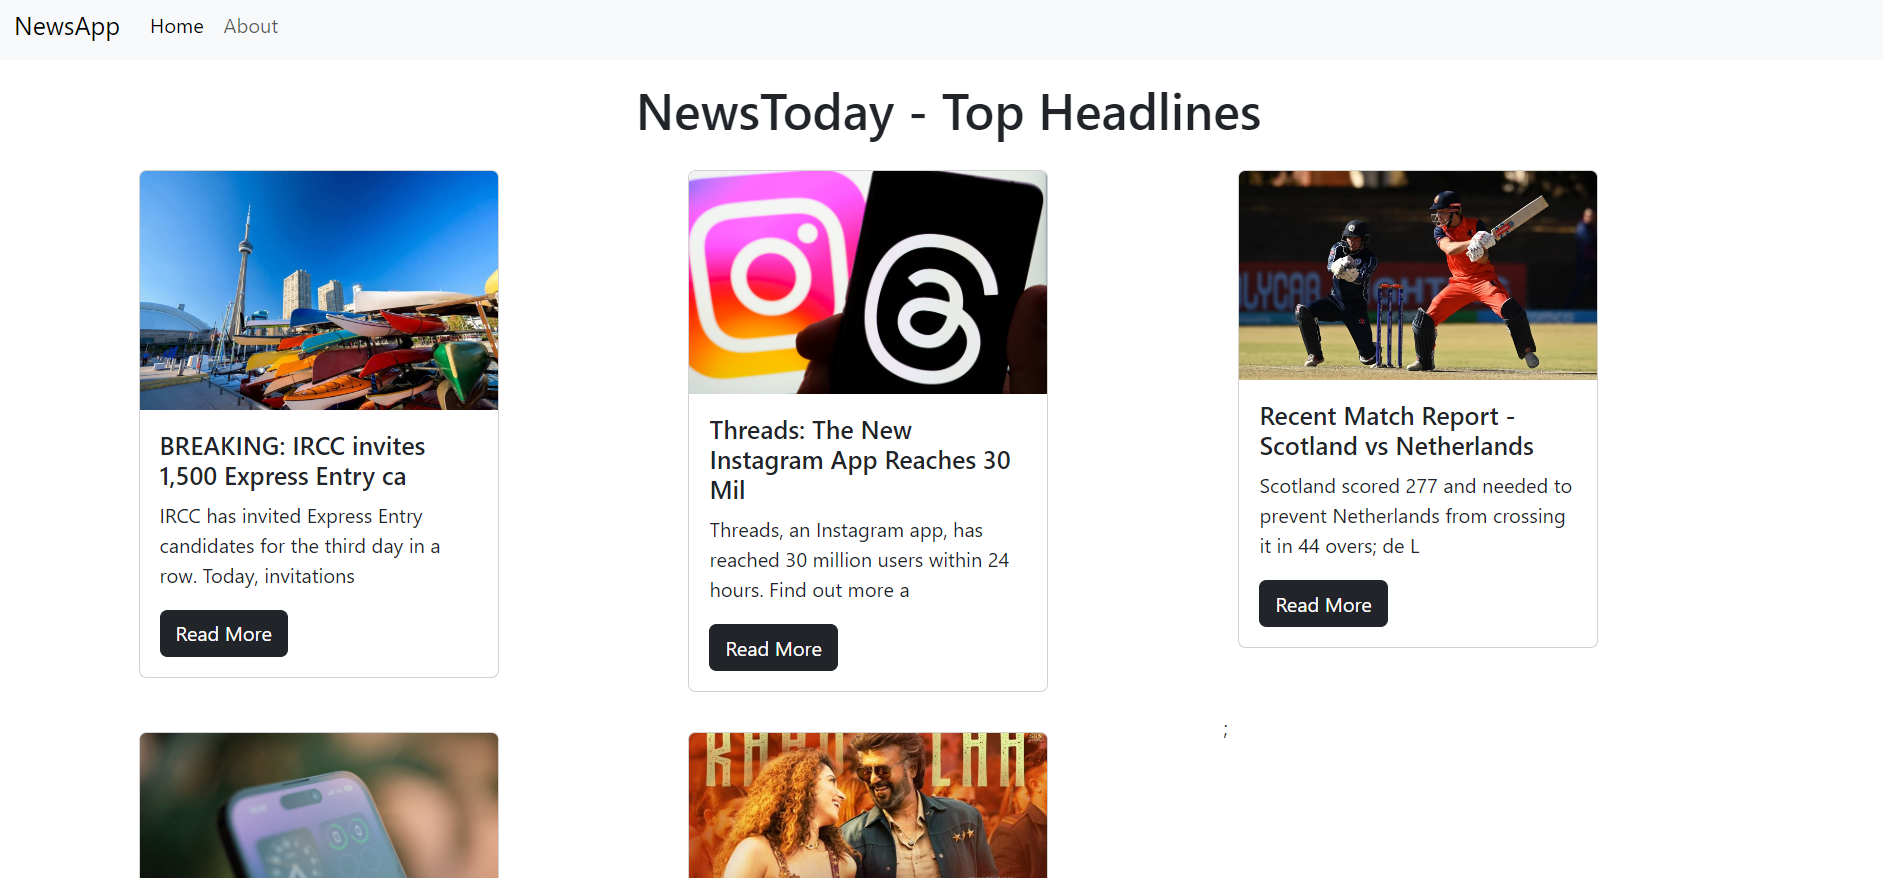 NewsApp Home About
NewsToday - Top Headlines
BREAKING: IRCC invites
1,500 Express Entry ca
IRCC has invited Express Entry
candidates for the third day in a
row. Today, invitations
Read More
Threads: The New
Instagram App Reaches 30
Mil
Threads, an Instagram app, has
reached 30 million users within 24
hours. Find out more a
Read More
Recent Match Report -
Scotland vs Netherlands
Scotland scored 277 and needed to
prevent Netherlands from crossing
it in 44 overs; de L
Read More
;